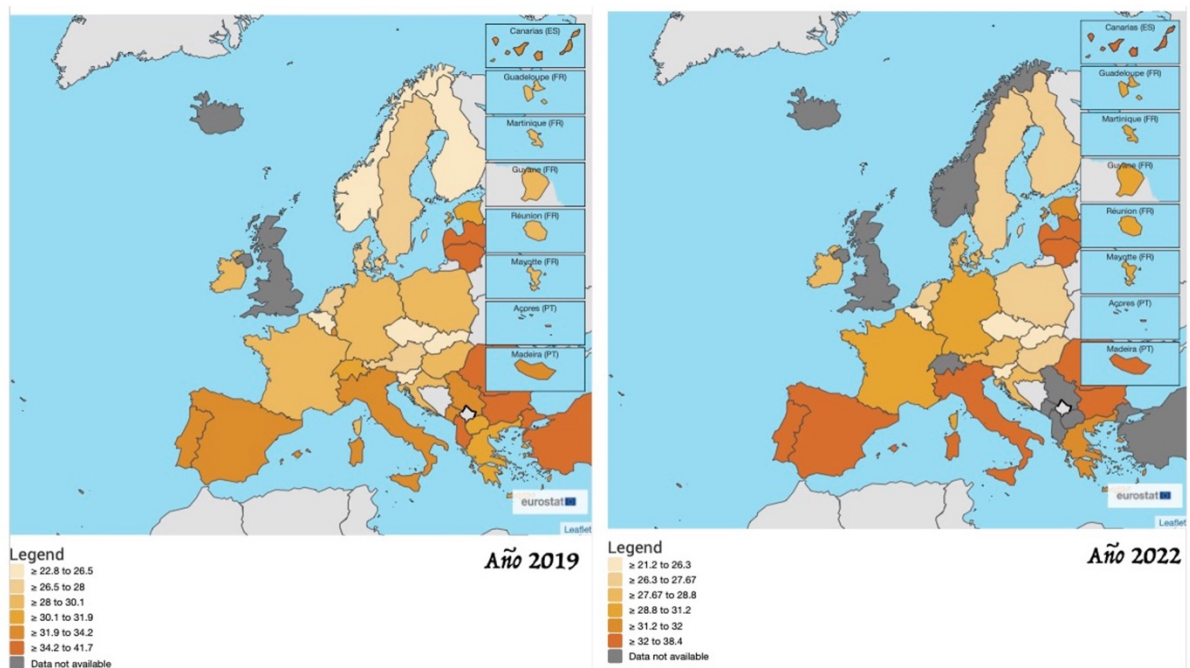 Canarias (ES)
Guadeloupe (FR)
Martinique (FR)
Guyane (FR)
Réunion (FR)
Mayotte (FR)
Açores (PT)
Madeira (PT)
eurostat
Leaflet
Legend
≥ 22.8 to 26.5
≥ 26.5 to 28
≥ 28 to 30.1
≥ 30.1 to 31.9
≥ 31.9 to 34.2
≥ 34.2 to 41.7
Data not available
Año 2019
Canarias (ES)
Guadeloupe (FR)
Martinique (FR)
Guyane (FR)
Réunion (FR)
Mayotte (FR)
Açores (PT)
Madeira (PT)
eurostat
Leaflet
Legend
≥ 21.2 to 26.3
≥ 26.3 to 27.67
≥ 27.67 to 28.8
≥ 28.8 to 31.2
≥ 31.2 to 32
≥ 32 to 38.4
Data not available
Año 2022